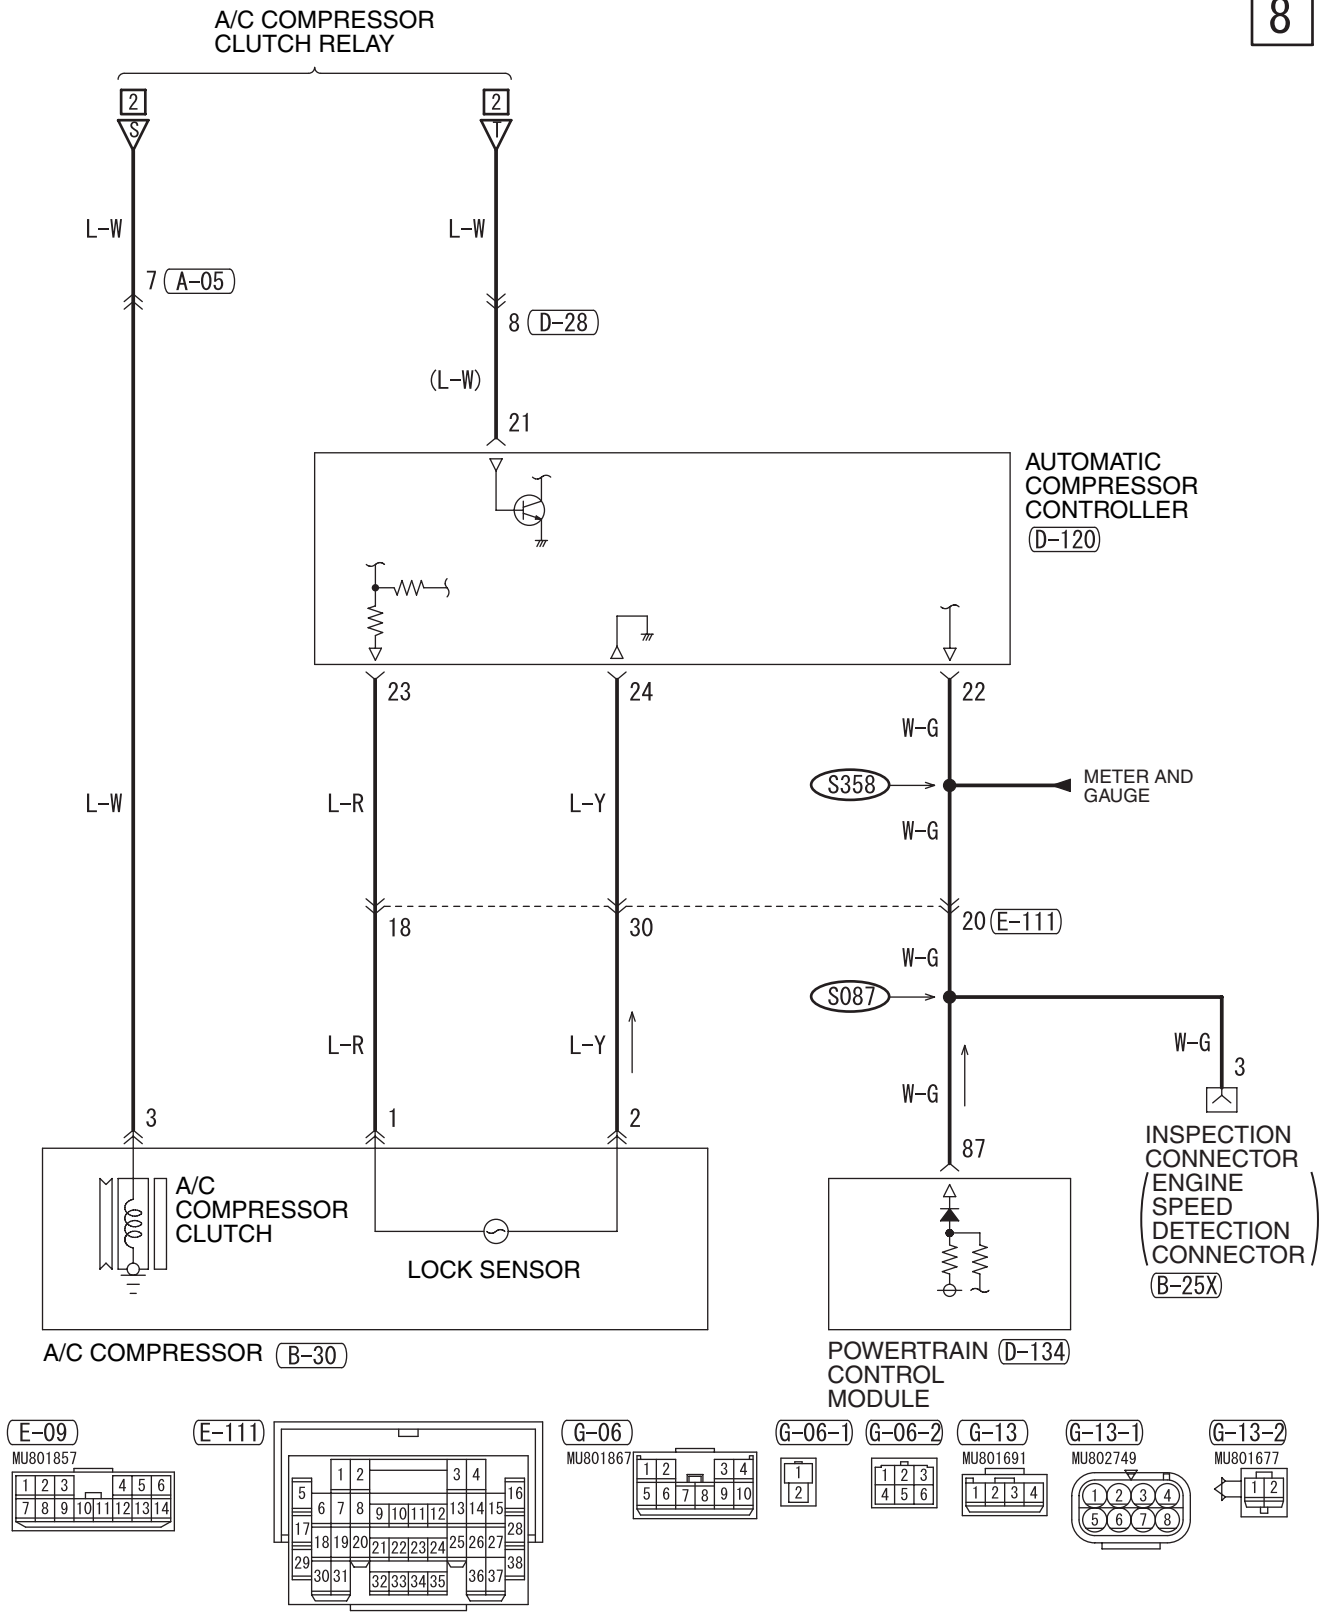 8
A/C COMPRESSOR
CLUTCH RELAY
2 2
S T
L-W L-W
7 A-05
8 D-28
(L-W)
21
AUTOMATIC
COMPRESSOR
CONTROLLER
D-120
23 24 22
W-G
S358
METER AND
GAUGE
L-W L-R L-Y
W-G
18 30 20 E-111
W-G
S087
L-R L-Y W-G
3
W-G
3 1 2
87
INSPECTION
CONNECTOR
(ENGINE
SPEED
DETECTION
CONNECTOR)
B-25X
A/C
COMPRESSOR
CLUTCH
LOCK SENSOR
A/C COMPRESSOR B-30
POWERTRAIN D-134
CONTROL
MODULE
E-09
MU801857
1 2 3 4 5 6
7 8 9 10 11 12 13 14
E-111
1 2 3 4
5 16
6 7 8 9 10 11 12 13 14 15
17 28
18 19 20 21 22 23 24 25 26 27
29 38
30 31 32 33 34 35 36 37
G-06
MU801867
1 2 3 4
5 6 7 8 9 10
G-06-1
1
2
G-06-2
1 2 3
4 5 6
G-13
MU801691
1 2 3 4
G-13-1
MU802749
1 2 3 4
5 6 7 8
G-13-2
MU801677
1 2